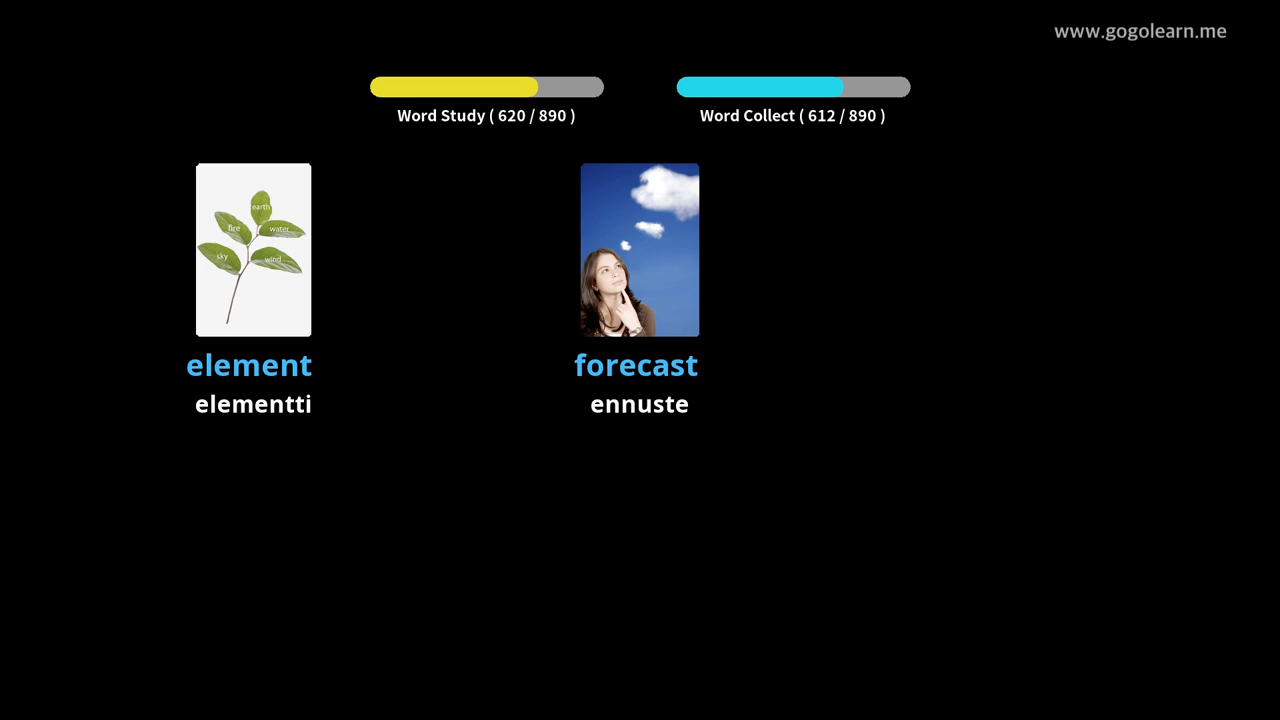 www.gogolearn.me
Word Study ( 620 / 890 )
Word Collect ( 612 / 890 )
earth
fire
water
sky
wind
element
elementti
forecast
ennuste